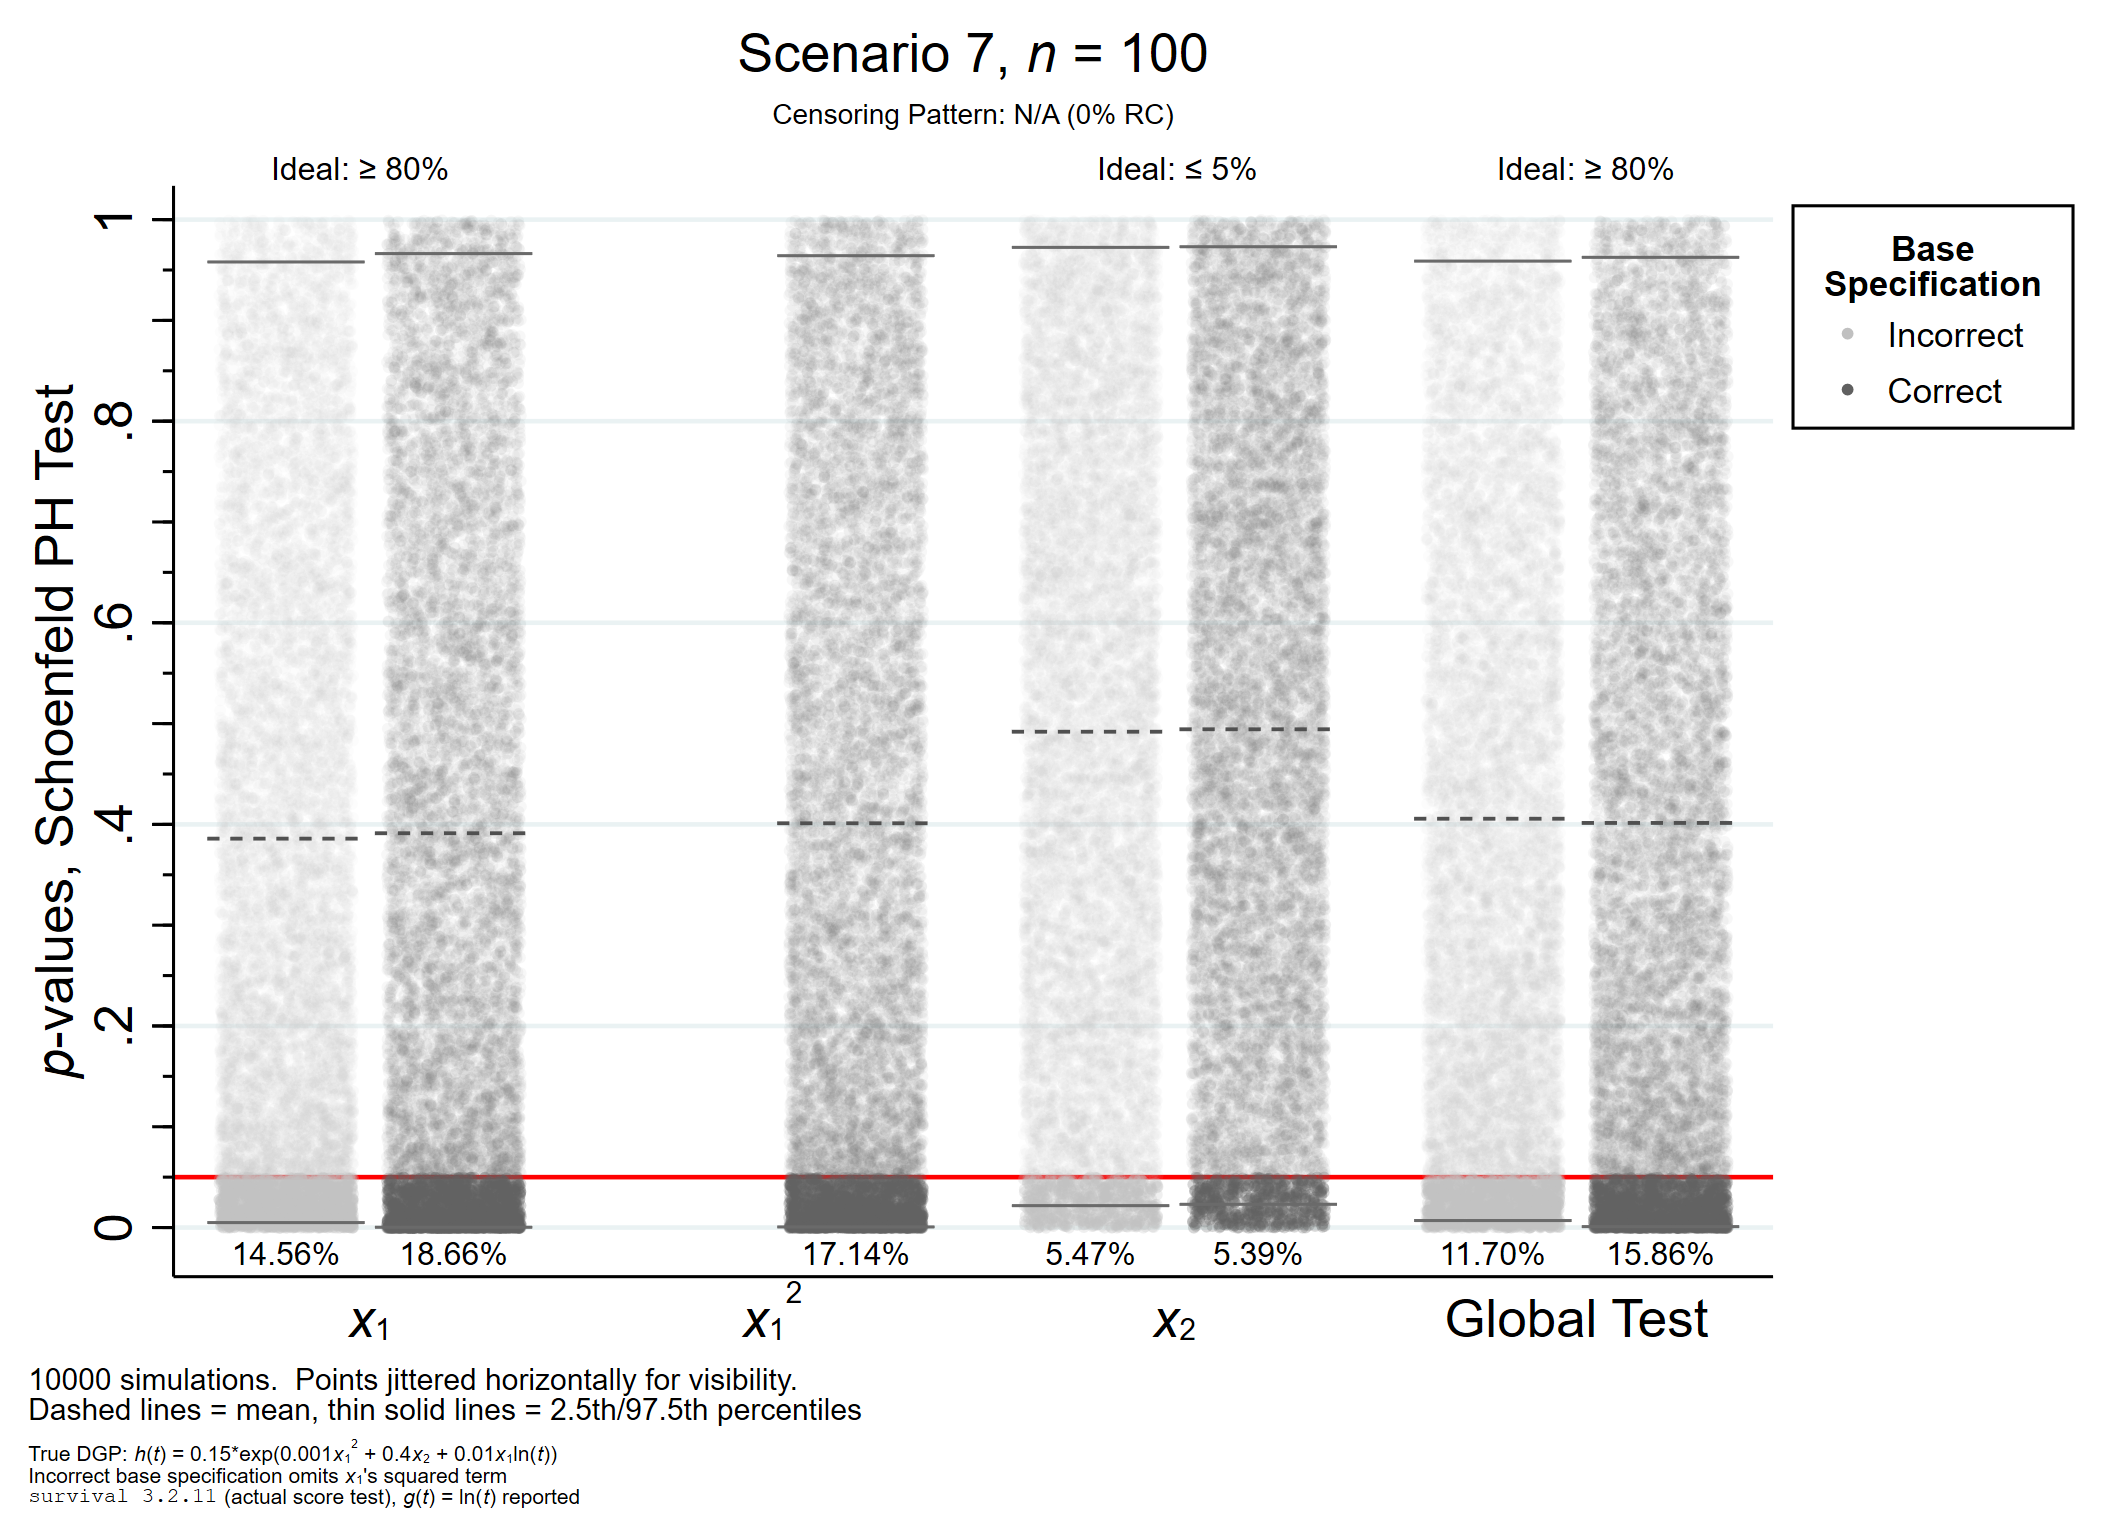 Scenario 7, n = 100
Censoring Pattern: N/A (0% RC)
Ideal: ≥ 80%
Ideal: ≤ 5%
Ideal: ≥ 80%
p-values, Schoenfeld PH Test
1
.8
.6
.4
.2
0
Base
Specification
Incorrect
Correct
14.56%
18.66%
17.14%
5.47%
5.39%
11.70%
15.86%
x₁
x₁²
x₂
Global Test
10000 simulations.  Points jittered horizontally for visibility.
Dashed lines = mean, thin solid lines = 2.5th/97.5th percentiles
True DGP: h(t) = 0.15*exp(0.001x₁² + 0.4x₂ + 0.01x₁ln(t))
Incorrect base specification omits x₁'s squared term
survival 3.2.11 (actual score test), g(t) = ln(t) reported